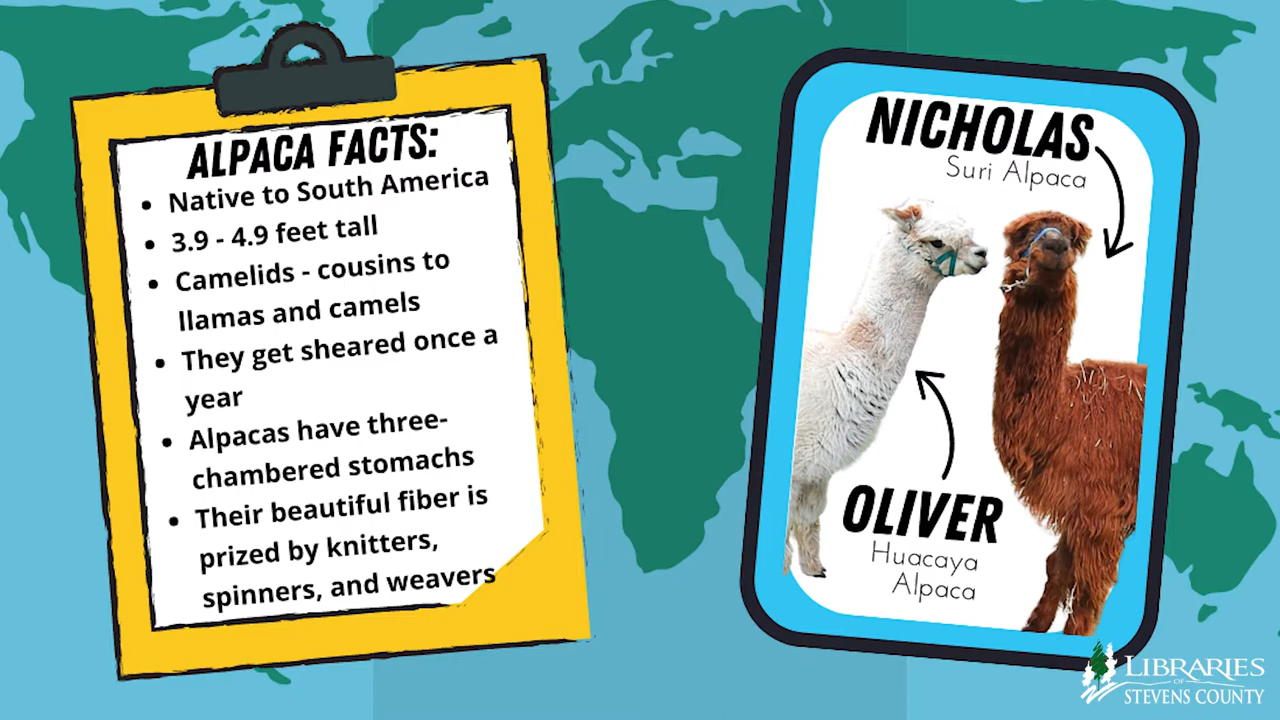 ALPACA FACTS:
• Native to South America
• 3.9 - 4.9 feet tall
• Camelids - cousins to
llamas and camels
• They get sheared once a
year
• Alpacas have three-
chambered stomachs
• Their beautiful fiber is
prized by knitters,
spinners, and weavers
NICHOLAS
Suri Alpaca
OLIVER
Huacaya
Alpaca
LIBRARIES
OF
STEVENS COUNTY